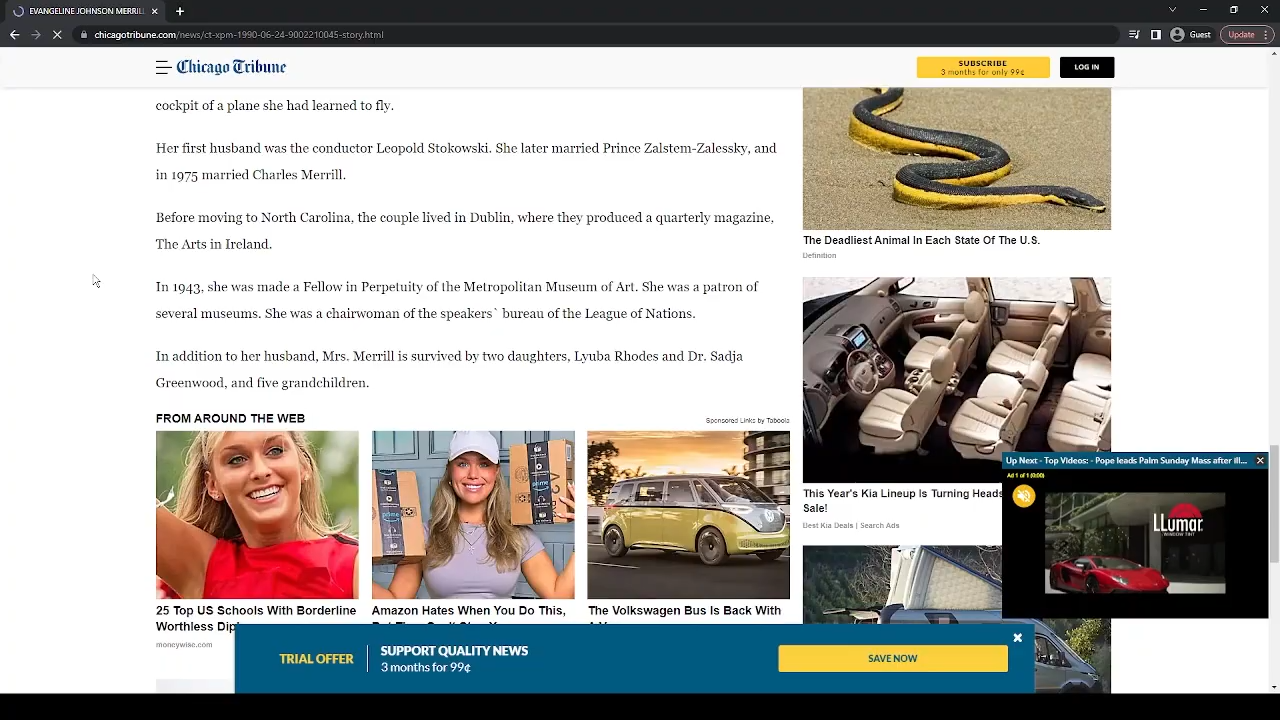 EVANGELINE JOHNSON MERRILL
chicagotribune.com/news/ct-xpm-1990-06-24-9002210045-story.html
Guest
Update
Chicago Tribune
SUBSCRIBE
3 months for only 99¢
LOG IN
cockpit of a plane she had learned to fly.
Her first husband was the conductor Leopold Stokowski. She later married Prince Zalstem-Zalessky, and
in 1975 married Charles Merrill.
Before moving to North Carolina, the couple lived in Dublin, where they produced a quarterly magazine,
The Arts in Ireland.
In 1943, she was made a Fellow in Perpetuity of the Metropolitan Museum of Art. She was a patron of
several museums. She was a chairwoman of the speakers` bureau of the League of Nations.
In addition to her husband, Mrs. Merrill is survived by two daughters, Lyuba Rhodes and Dr. Sadja
Greenwood, and five grandchildren.
FROM AROUND THE WEB
Sponsored Links by Taboola
25 Top US Schools With Borderline
Worthless Dip
moneywise.com
prime
Amazon Hates When You Do This,
The Volkswagen Bus Is Back With
The Deadliest Animal In Each State Of The U.S.
Definition
This Year's Kia Lineup Is Turning Heads
Sale!
Best Kia Deals | Search Ads
Up Next - Top Videos: - Pope leads Palm Sunday Mass after ill...
Ad 1 of 1 (0:00)
LLumar
WINDOW TINT
TRIAL OFFER
SUPPORT QUALITY NEWS
3 months for 99¢
SAVE NOW